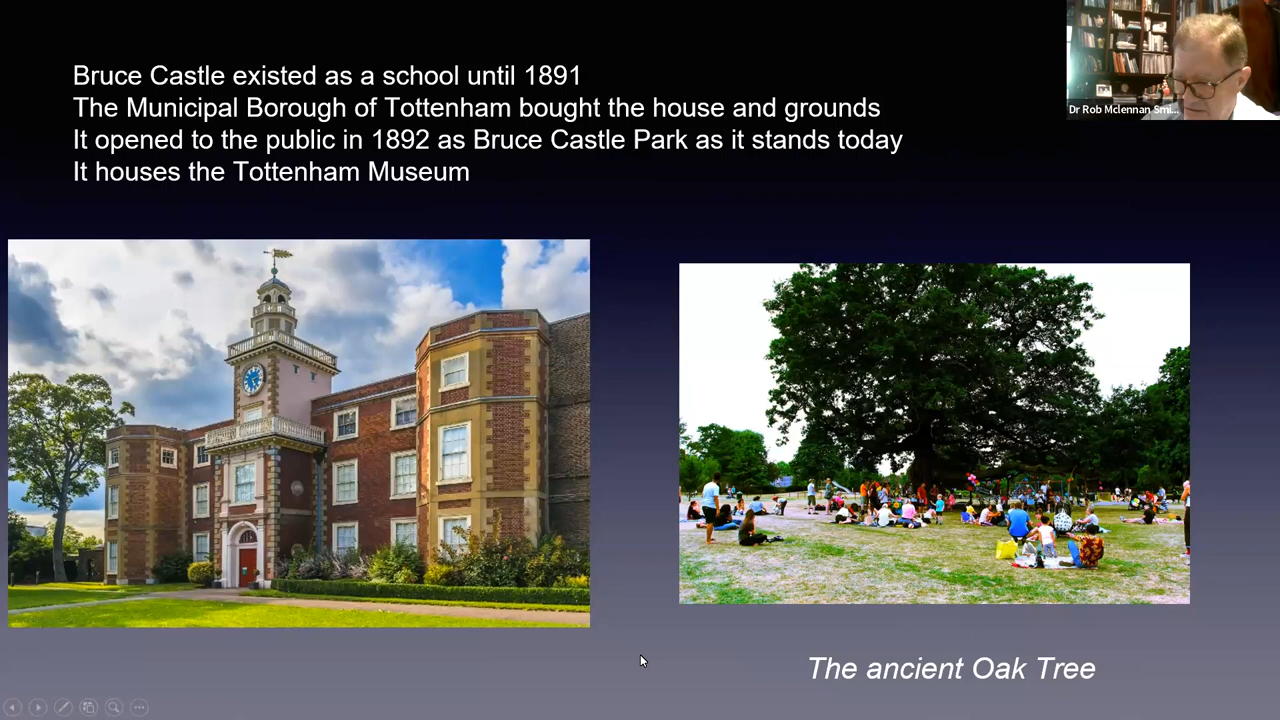 Bruce Castle existed as a school until 1891
The Municipal Borough of Tottenham bought the house and grounds
It opened to the public in 1892 as Bruce Castle Park as it stands today
It houses the Tottenham Museum
Dr Rob Mclennan Smi...
The ancient Oak Tree